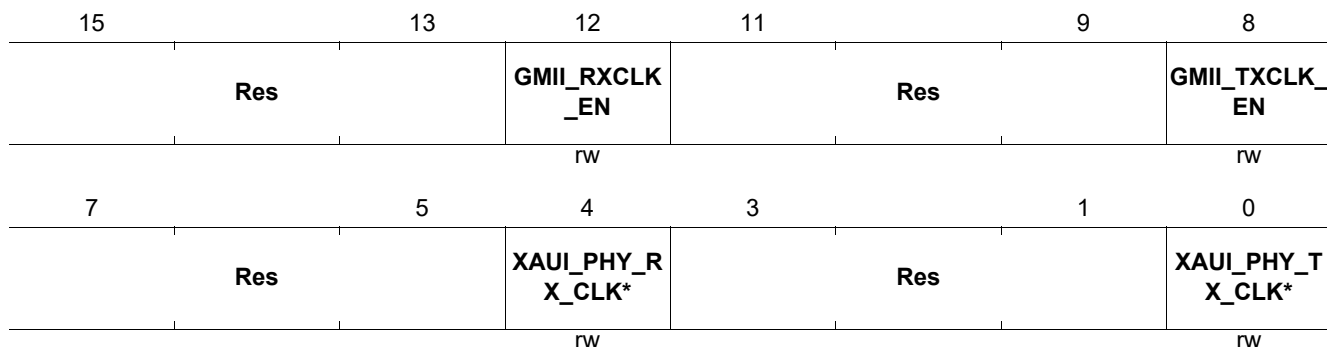 15 13 12 11 9 8
Res GMII_RXCLK Res GMII_TXCLK_
_EN EN
rw rw
7 5 4 3 1 0
Res XAUI_PHY_R Res XAUI_PHY_T
X_CLK* X_CLK*
rw rw